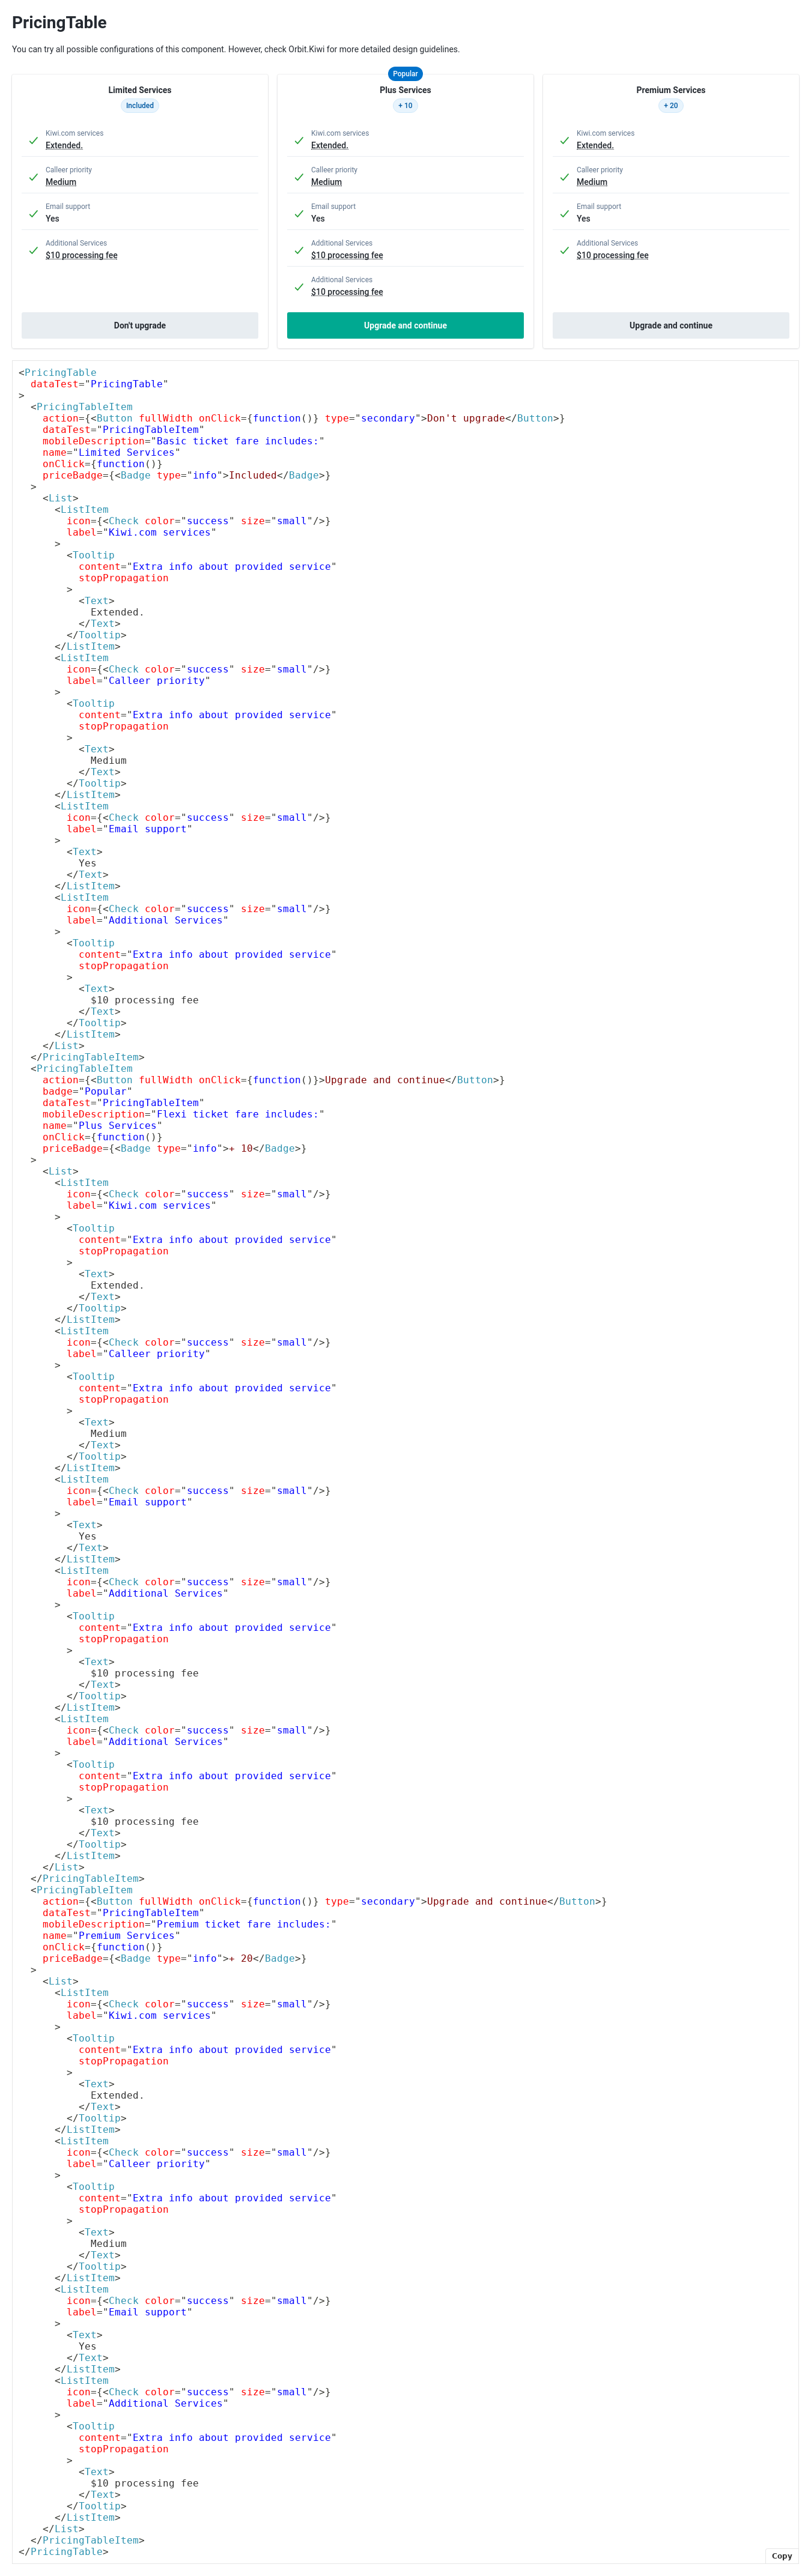 PricingTable
You can try all possible configurations of this component. However, check Orbit.Kiwi for more detailed design guidelines.
Limited Services
Included
Kiwi.com services
Extended.
Calleer priority
Medium
Email support
Yes
Additional Services
$10 processing fee
Don't upgrade
Popular
Plus Services
+ 10
Kiwi.com services
Extended.
Calleer priority
Medium
Email support
Yes
Additional Services
$10 processing fee
Additional Services
$10 processing fee
Upgrade and continue
Premium Services
+ 20
Kiwi.com services
Extended.
Calleer priority
Medium
Email support
Yes
Additional Services
$10 processing fee
Upgrade and continue
<PricingTable
  dataTest="PricingTable"
>
  <PricingTableItem
    action={<Button fullWidth onClick={function()} type="secondary">Don't upgrade</Button>}
    dataTest="PricingTableItem"
    mobileDescription="Basic ticket fare includes:"
    name="Limited Services"
    onClick={function()}
    priceBadge={<Badge type="info">Included</Badge>}
  >
    <List>
      <ListItem
        icon={<Check color="success" size="small"/>}
        label="Kiwi.com services"
      >
        <Tooltip
          content="Extra info about provided service"
          stopPropagation
        >
          <Text>
            Extended.
          </Text>
        </Tooltip>
      </ListItem>
      <ListItem
        icon={<Check color="success" size="small"/>}
        label="Calleer priority"
      >
        <Tooltip
          content="Extra info about provided service"
          stopPropagation
        >
          <Text>
            Medium
          </Text>
        </Tooltip>
      </ListItem>
      <ListItem
        icon={<Check color="success" size="small"/>}
        label="Email support"
      >
        <Text>
          Yes
        </Text>
      </ListItem>
      <ListItem
        icon={<Check color="success" size="small"/>}
        label="Additional Services"
      >
        <Tooltip
          content="Extra info about provided service"
          stopPropagation
        >
          <Text>
            $10 processing fee
          </Text>
        </Tooltip>
      </ListItem>
    </List>
  </PricingTableItem>
  <PricingTableItem
    action={<Button fullWidth onClick={function()}>Upgrade and continue</Button>}
    badge="Popular"
    dataTest="PricingTableItem"
    mobileDescription="Flexi ticket fare includes:"
    name="Plus Services"
    onClick={function()}
    priceBadge={<Badge type="info">+ 10</Badge>}
  >
    <List>
      <ListItem
        icon={<Check color="success" size="small"/>}
        label="Kiwi.com services"
      >
        <Tooltip
          content="Extra info about provided service"
          stopPropagation
        >
          <Text>
            Extended.
          </Text>
        </Tooltip>
      </ListItem>
      <ListItem
        icon={<Check color="success" size="small"/>}
        label="Calleer priority"
      >
        <Tooltip
          content="Extra info about provided service"
          stopPropagation
        >
          <Text>
            Medium
          </Text>
        </Tooltip>
      </ListItem>
      <ListItem
        icon={<Check color="success" size="small"/>}
        label="Email support"
      >
        <Text>
          Yes
        </Text>
      </ListItem>
      <ListItem
        icon={<Check color="success" size="small"/>}
        label="Additional Services"
      >
        <Tooltip
          content="Extra info about provided service"
          stopPropagation
        >
          <Text>
            $10 processing fee
          </Text>
        </Tooltip>
      </ListItem>
      <ListItem
        icon={<Check color="success" size="small"/>}
        label="Additional Services"
      >
        <Tooltip
          content="Extra info about provided service"
          stopPropagation
        >
          <Text>
            $10 processing fee
          </Text>
        </Tooltip>
      </ListItem>
    </List>
  </PricingTableItem>
  <PricingTableItem
    action={<Button fullWidth onClick={function()} type="secondary">Upgrade and continue</Button>}
    dataTest="PricingTableItem"
    mobileDescription="Premium ticket fare includes:"
    name="Premium Services"
    onClick={function()}
    priceBadge={<Badge type="info">+ 20</Badge>}
  >
    <List>
      <ListItem
        icon={<Check color="success" size="small"/>}
        label="Kiwi.com services"
      >
        <Tooltip
          content="Extra info about provided service"
          stopPropagation
        >
          <Text>
            Extended.
          </Text>
        </Tooltip>
      </ListItem>
      <ListItem
        icon={<Check color="success" size="small"/>}
        label="Calleer priority"
      >
        <Tooltip
          content="Extra info about provided service"
          stopPropagation
        >
          <Text>
            Medium
          </Text>
        </Tooltip>
      </ListItem>
      <ListItem
        icon={<Check color="success" size="small"/>}
        label="Email support"
      >
        <Text>
          Yes
        </Text>
      </ListItem>
      <ListItem
        icon={<Check color="success" size="small"/>}
        label="Additional Services"
      >
        <Tooltip
          content="Extra info about provided service"
          stopPropagation
        >
          <Text>
            $10 processing fee
          </Text>
        </Tooltip>
      </ListItem>
    </List>
  </PricingTableItem>
</PricingTable>
Copy